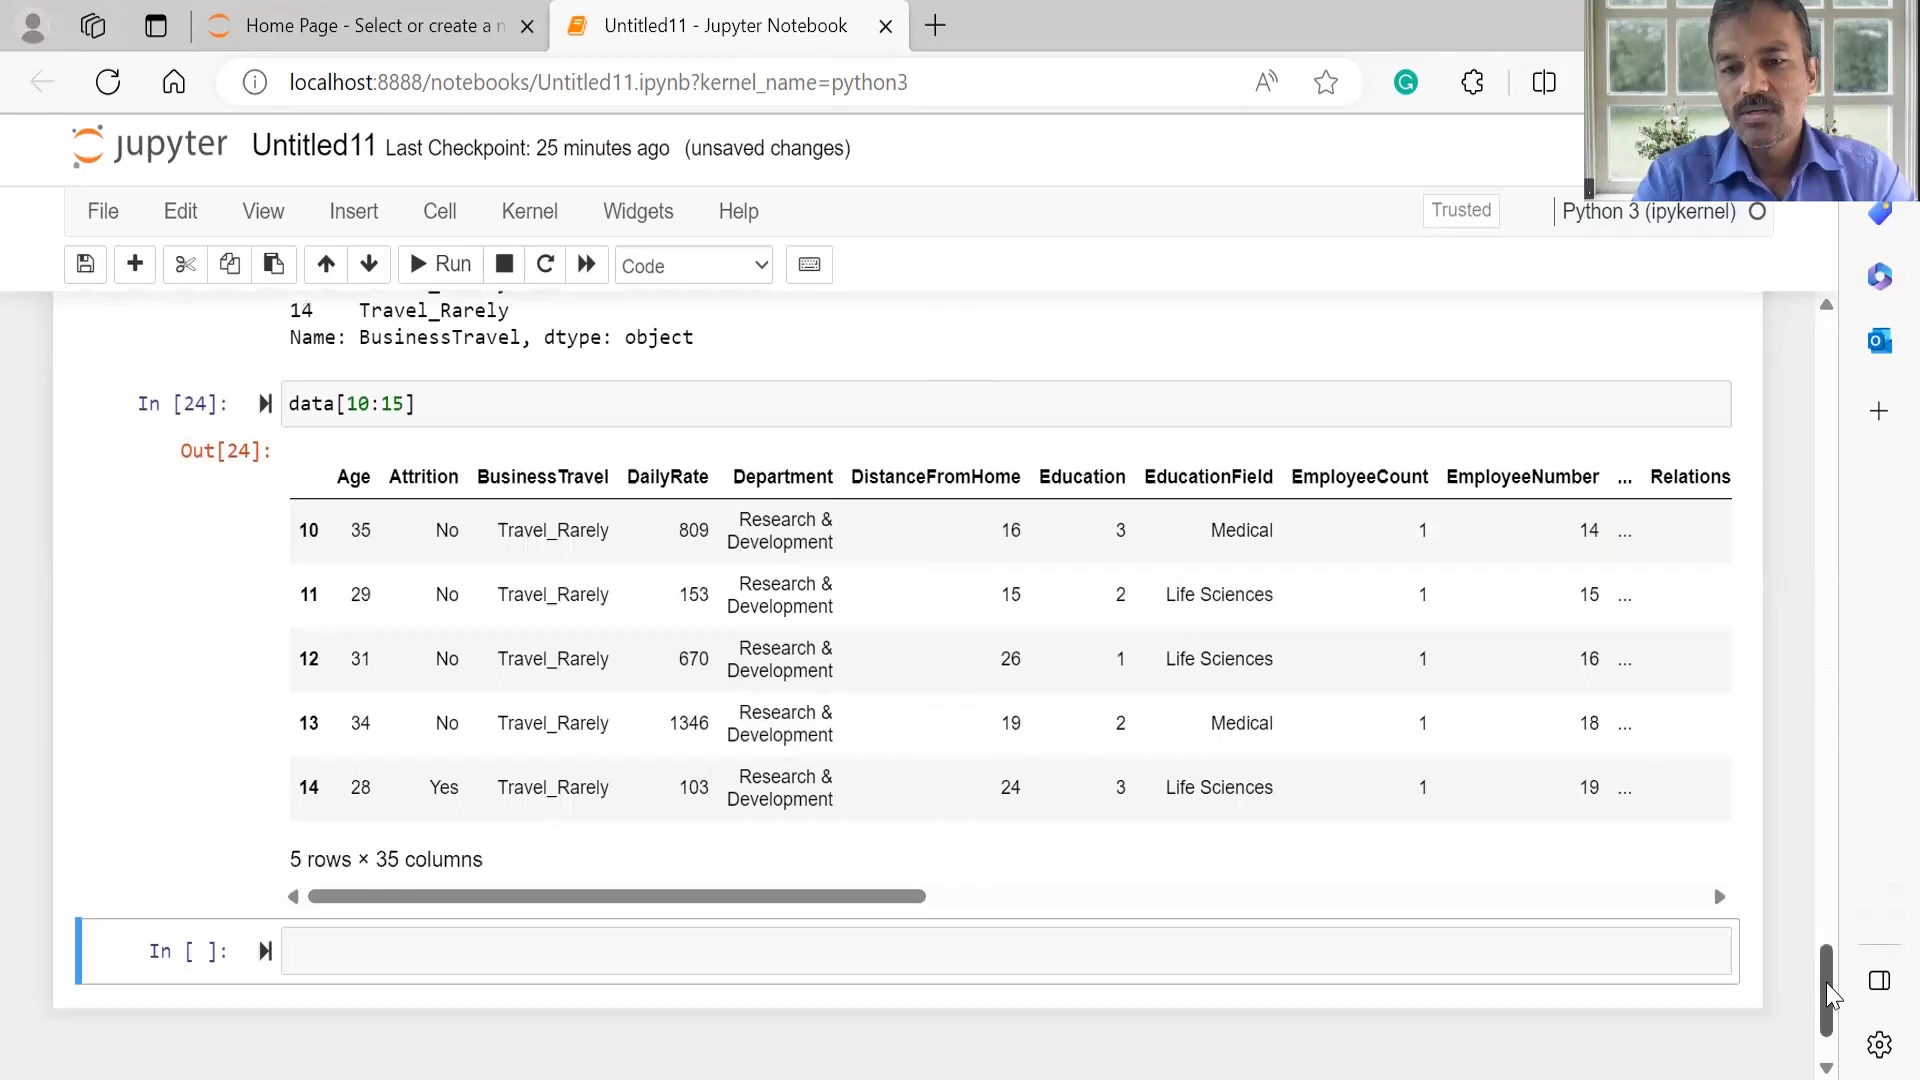 Home Page - Select or create a n
Untitled11 - Jupyter Notebook
localhost:8888/notebooks/Untitled11.ipynb?kernel_name=python3
jupyter Untitled11 Last Checkpoint: 25 minutes ago (unsaved changes)
File Edit View Insert Cell Kernel Widgets Help Trusted Python 3 (ipykernel)
Run Code
14 Travel_Rarely
Name: BusinessTravel, dtype: object
In [24]: data[10:15]
Out[24]:
Age Attrition BusinessTravel DailyRate Department DistanceFromHome Education EducationField EmployeeCount EmployeeNumber ... Relations
10 35 No Travel_Rarely 809 Research & Development 16 3 Medical 1 14 ...
11 29 No Travel_Rarely 153 Research & Development 15 2 Life Sciences 1 15 ...
12 31 No Travel_Rarely 670 Research & Development 26 1 Life Sciences 1 16 ...
13 34 No Travel_Rarely 1346 Research & Development 19 2 Medical 1 18 ...
14 28 Yes Travel_Rarely 103 Research & Development 24 3 Life Sciences 1 19 ...
5 rows × 35 columns
In [ ]: